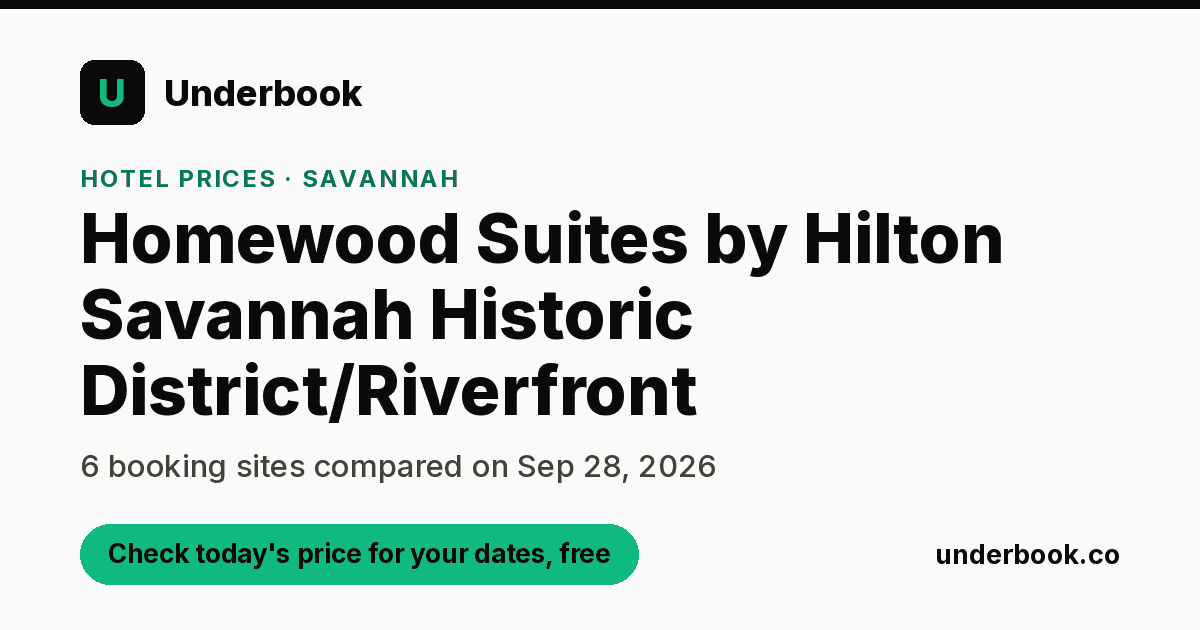 U Underbook
HOTEL PRICES · SAVANNAH
Homewood Suites by Hilton
Savannah Historic
District/Riverfront
6 booking sites compared on Sep 28, 2026
Check today's price for your dates, free
underbook.co